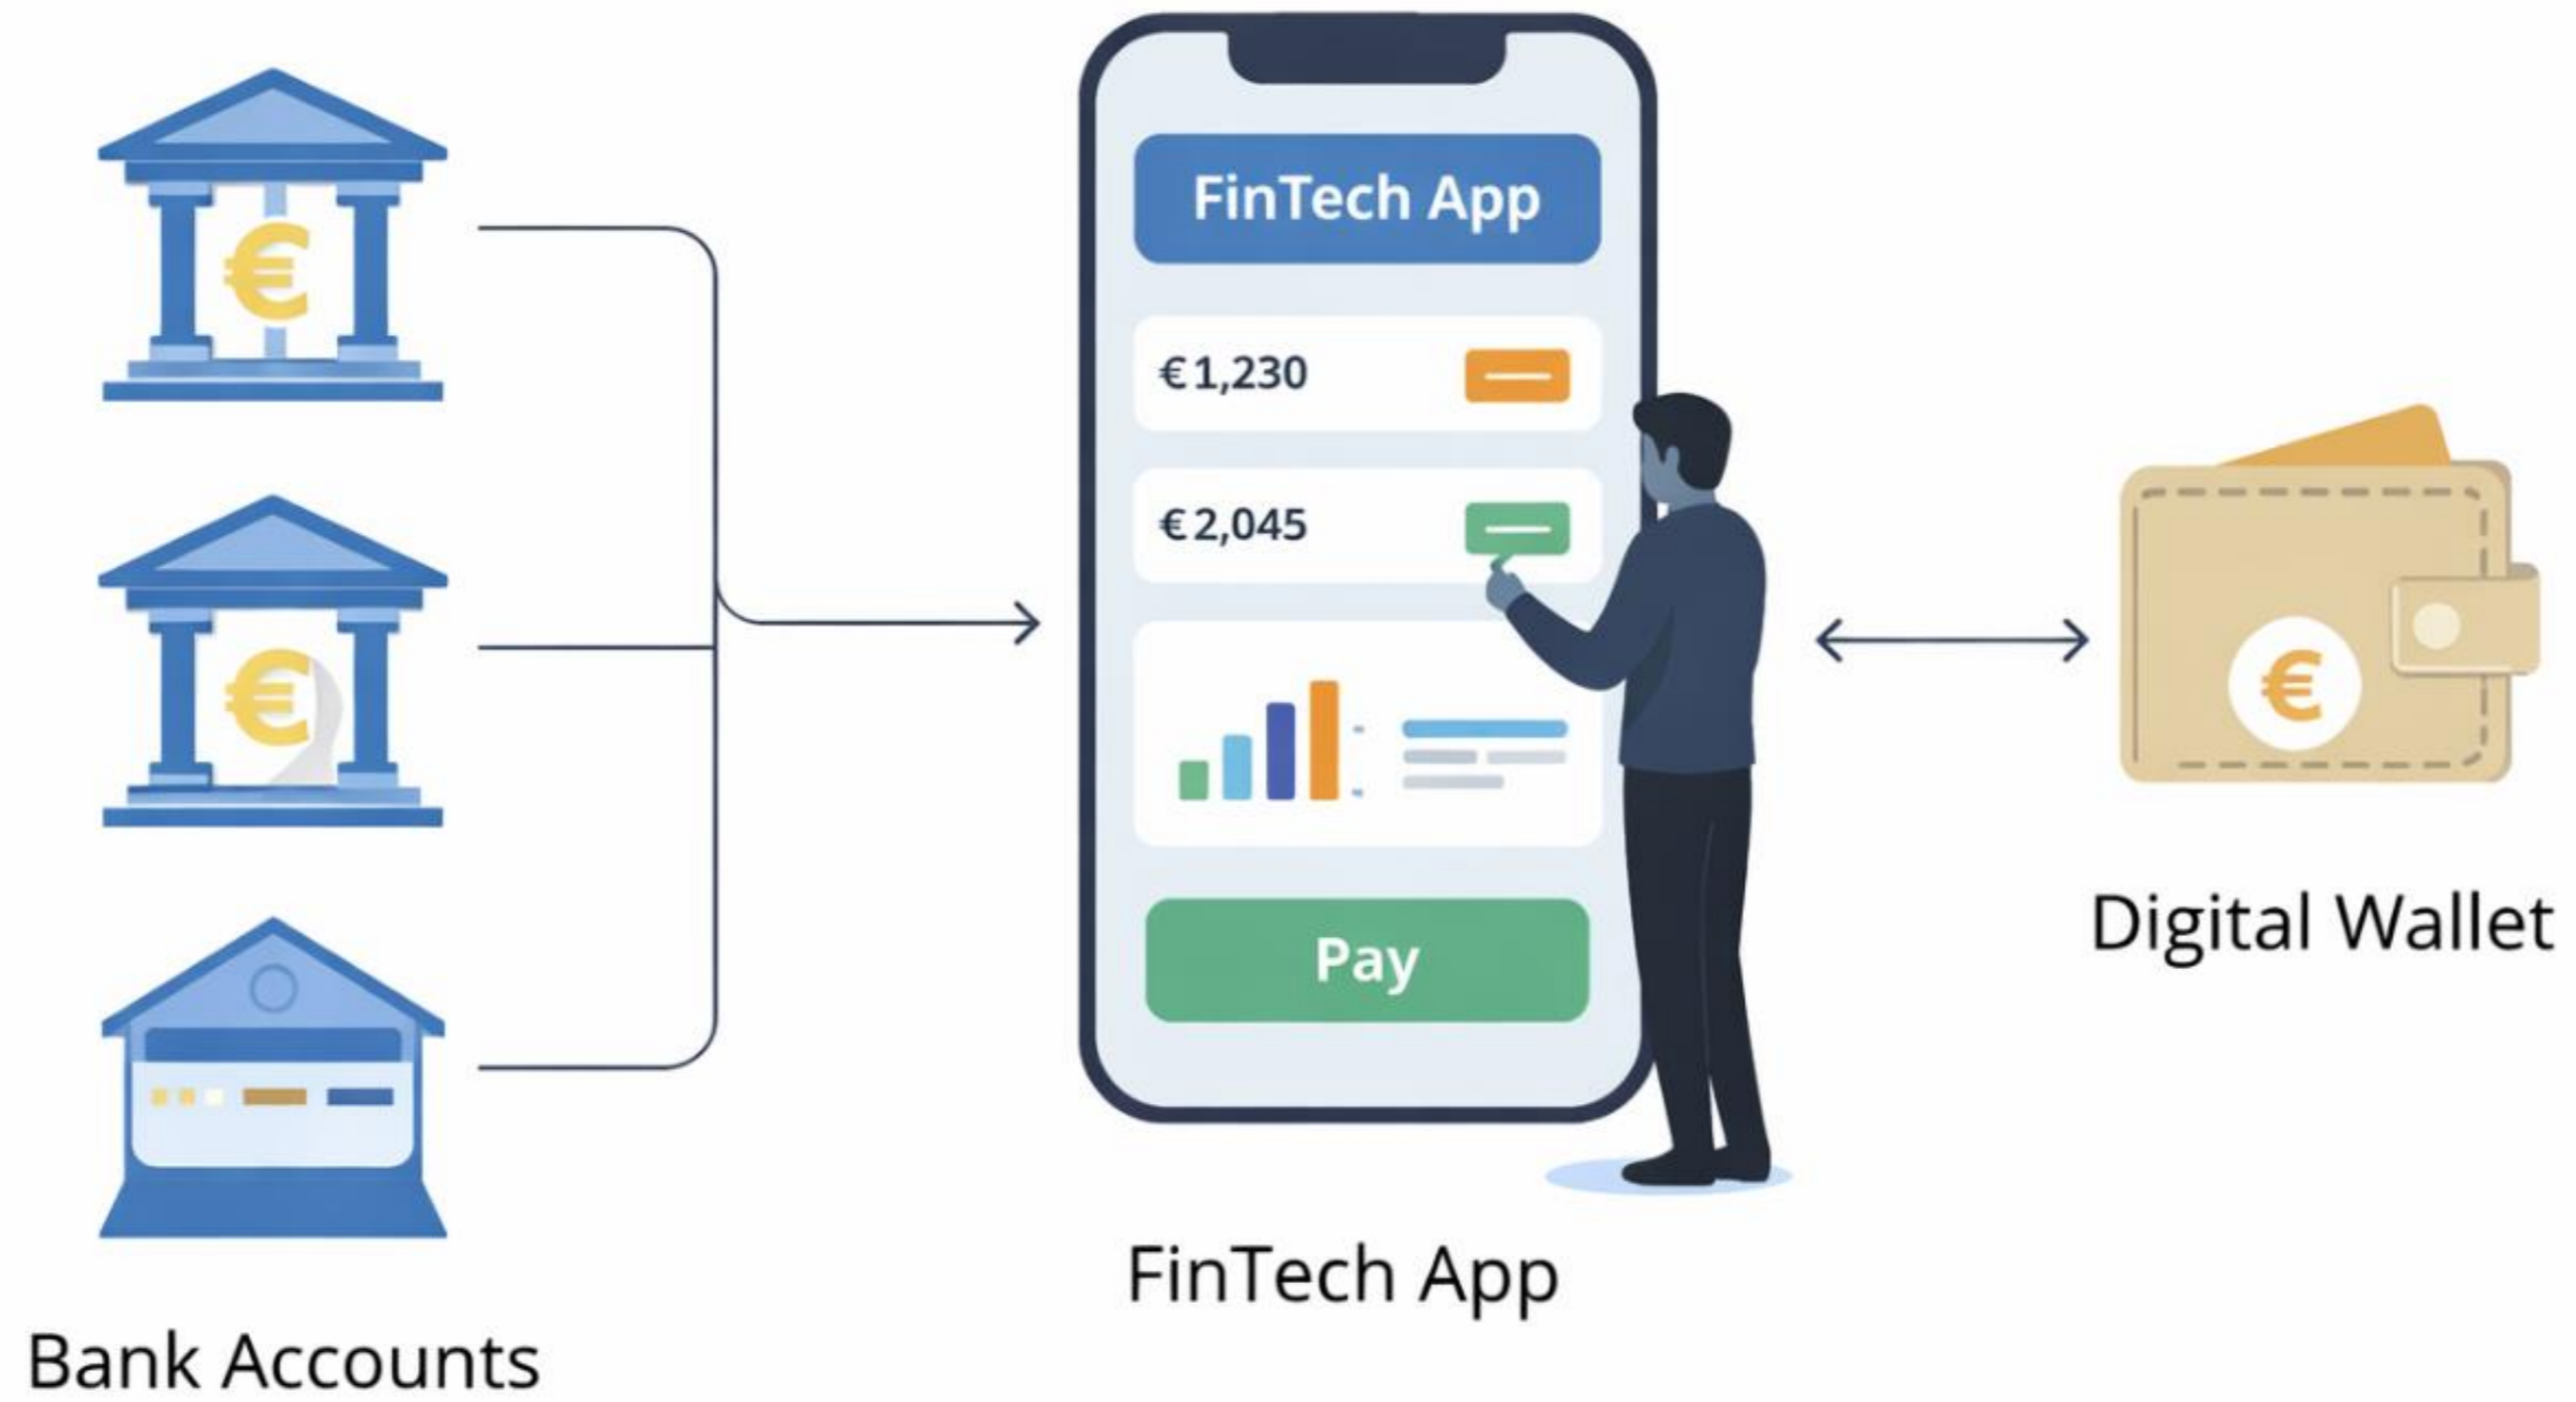 FinTech App
€ 1,230
€ 2,045
Pay
€
€
€
Digital Wallet
FinTech App
Bank Accounts